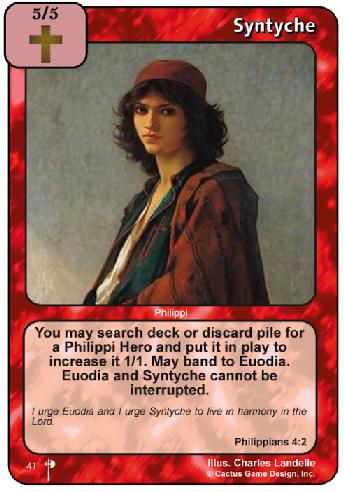 5/5
Syntyche
Philippi
You may search deck or discard pile for
a Philippi Hero and put it in play to
increase it 1/1. May band to Euodia.
Euodia and Syntyche cannot be
interrupted.
I urge Euodia and I urge Syntyche to live in harmony in the
Lord.
Philippians 4:2
41
Illus. Charles Landelle
© Cactus Game Design, Inc.